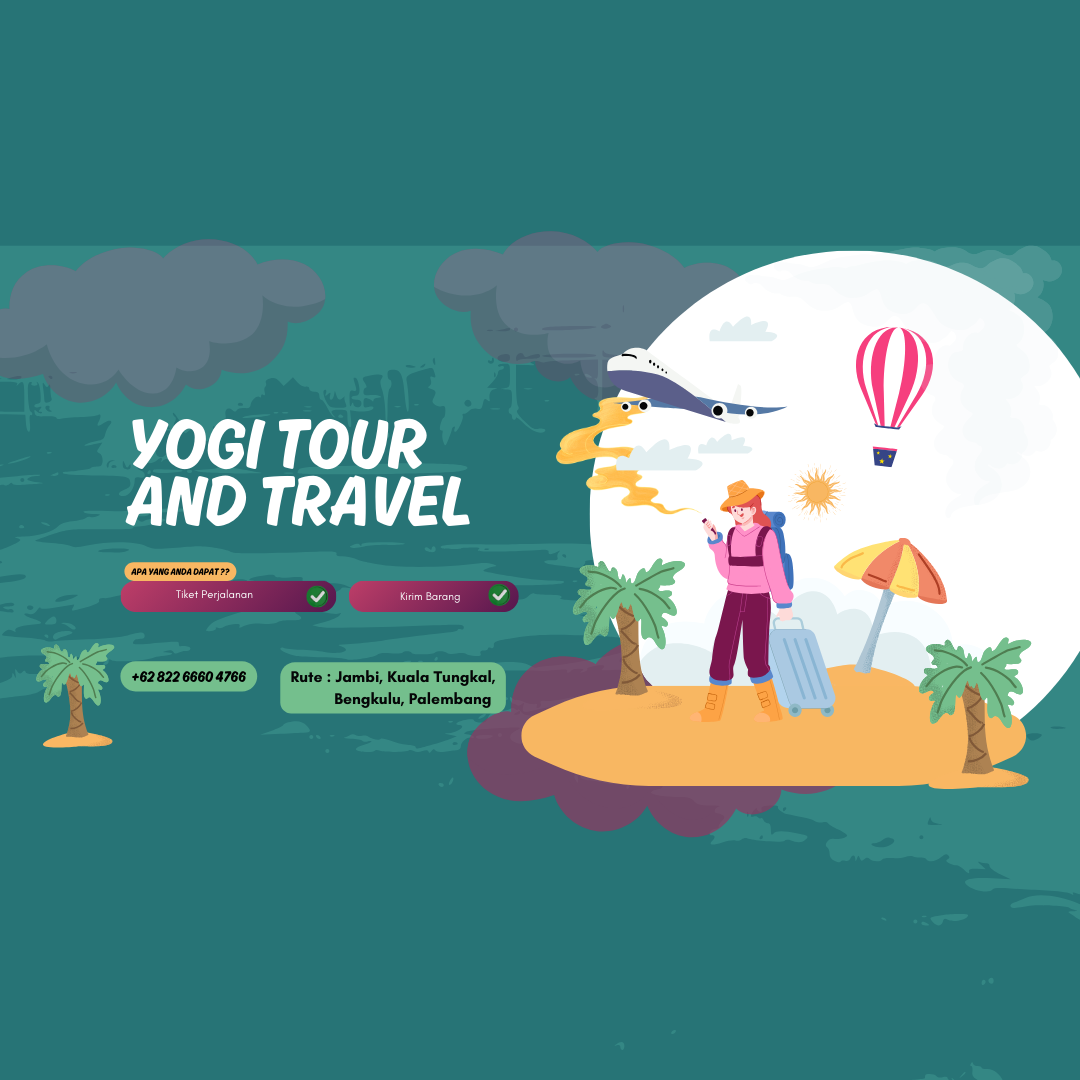 YOGI TOUR
AND TRAVEL
APA YANG ANDA DAPAT ??
Tiket Perjalanan
Kirim Barang
+62 822 6660 4766
Rute : Jambi, Kuala Tungkal,
Bengkulu, Palembang